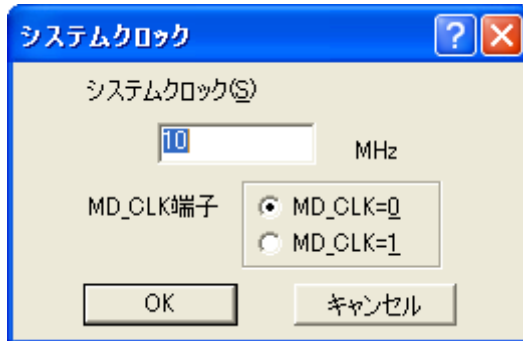 システムクロック ?
システムクロック(S)
10 MHz
MD_CLK端子 MD_CLK=0
MD_CLK=1
OK キャンセル